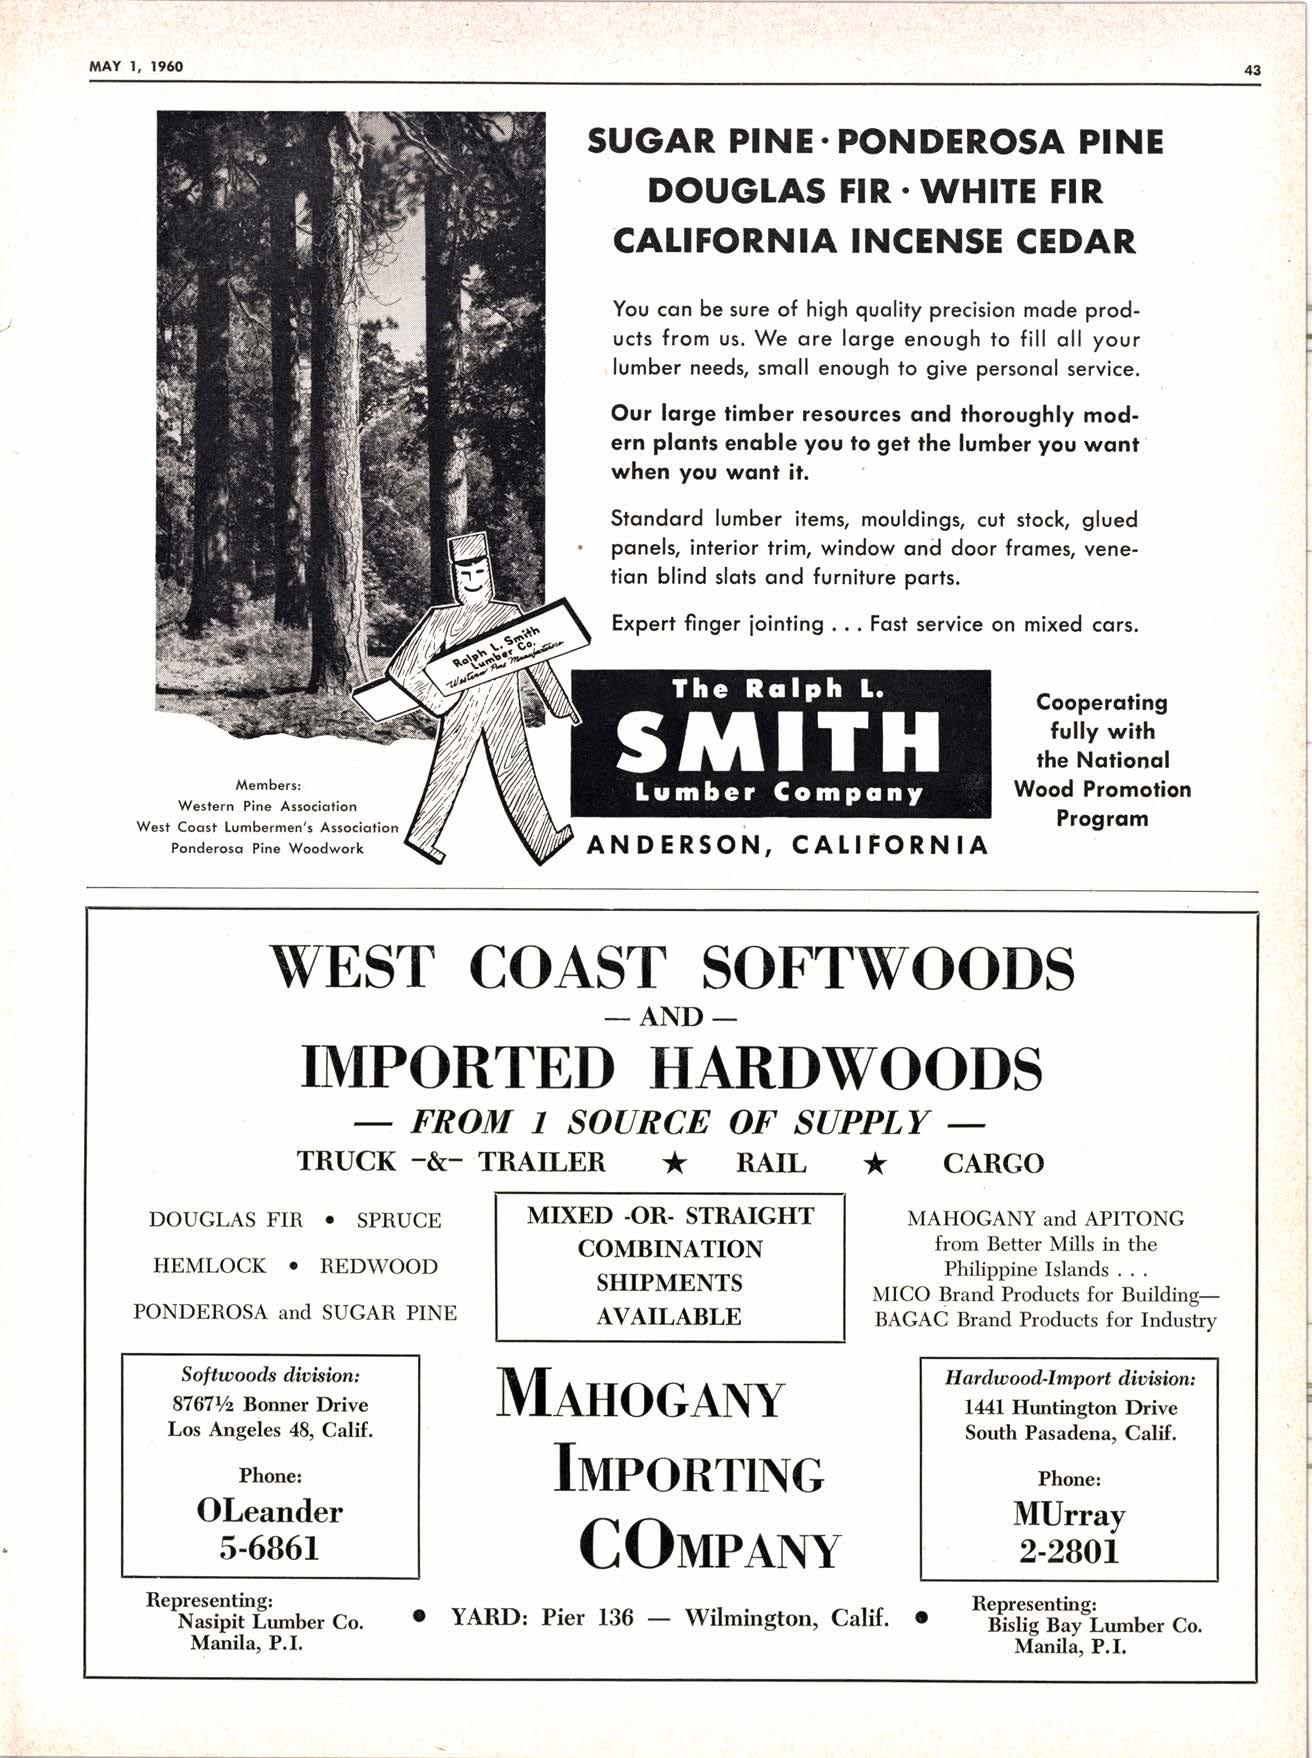 MAY 1, 1960
43
SUGAR PINE · PONDEROSA PINE
DOUGLAS FIR · WHITE FIR
CALIFORNIA INCENSE CEDAR
You can be sure of high quality precision made prod-
ucts from us. We are large enough to fill all your
lumber needs, small enough to give personal service.
Our large timber resources and thoroughly mod-
ern plants enable you to get the lumber you want
when you want it.
Standard lumber items, mouldings, cut stock, glued
panels, interior trim, window and door frames, vene-
tian blind slats and furniture parts.
Expert finger jointing . . . Fast service on mixed cars.
Ralph L. Smith
Lumber Co.
Western Pine Manufacturers
The Ralph L.
SMITH
Lumber Company
ANDERSON, CALIFORNIA
Cooperating
fully with
the National
Wood Promotion
Program
Members:
Western Pine Association
West Coast Lumbermen's Association
Ponderosa Pine Woodwork
WEST COAST SOFTWOODS
— AND —
IMPORTED HARDWOODS
— FROM 1 SOURCE OF SUPPLY —
TRUCK -&- TRAILER ★ RAIL ★ CARGO
DOUGLAS FIR • SPRUCE
HEMLOCK • REDWOOD
PONDEROSA and SUGAR PINE
MIXED -OR- STRAIGHT
COMBINATION
SHIPMENTS
AVAILABLE
MAHOGANY and APITONG
from Better Mills in the
Philippine Islands . . .
MICO Brand Products for Building—
BAGAC Brand Products for Industry
Softwoods division:
8767½ Bonner Drive
Los Angeles 48, Calif.
Phone:
OLeander
5-6861
MAHOGANY
IMPORTING
COMPANY
Hardwood-Import division:
1441 Huntington Drive
South Pasadena, Calif.
Phone:
MUrray
2-2801
Representing:
Nasipit Lumber Co.
Manila, P.I.
• YARD: Pier 136 — Wilmington, Calif. •
Representing:
Bislig Bay Lumber Co.
Manila, P.I.